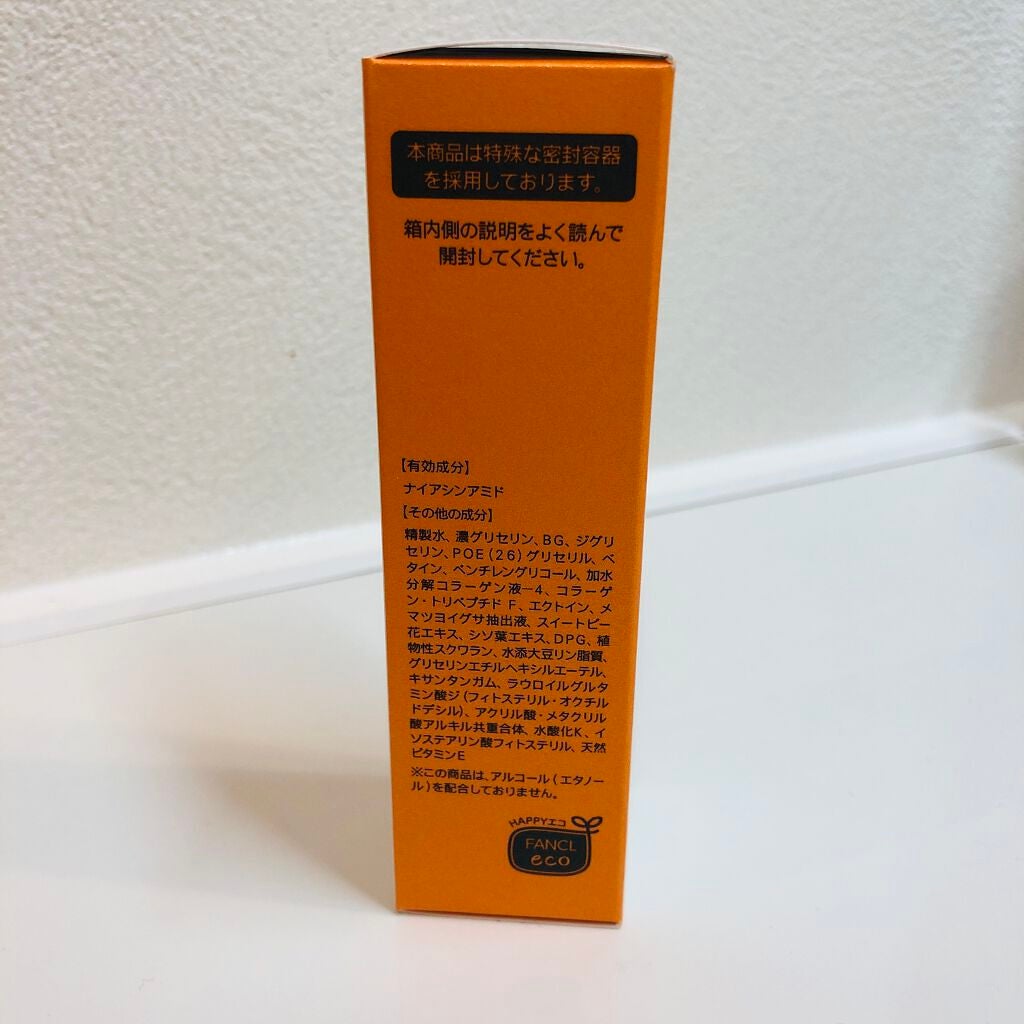 本商品は特殊な密封容器
を採用しております。
箱内側の説明をよく読んで
開封してください。
【有効成分】
ナイアシンアミド
【その他の成分】
精製水、濃グリセリン、BG、ジグリ
セリン、POE(26)グリセリル、ベ
タイン、ペンチレングリコール、加水
分解コラーゲン液-4、コラーゲ
ン・トリペプチド F、エクトイン、メ
マツヨイグサ抽出液、スイートピー
花エキス、シソ葉エキス、DPG、植
物性スクワラン、水添大豆リン脂質、
グリセリンエチルヘキシルエーテル、
キサンタンガム、ラウロイルグルタ
ミン酸ジ(フィトステリル・オクチル
ドデシル)、アクリル酸・メタクリル
酸アルキル共重合体、水酸化K、イ
ソステアリン酸フィトステリル、天然
ビタミンE
※この商品は、アルコール(エタノー
ル)を配合しておりません。
HAPPYエコ
FANCL
eco